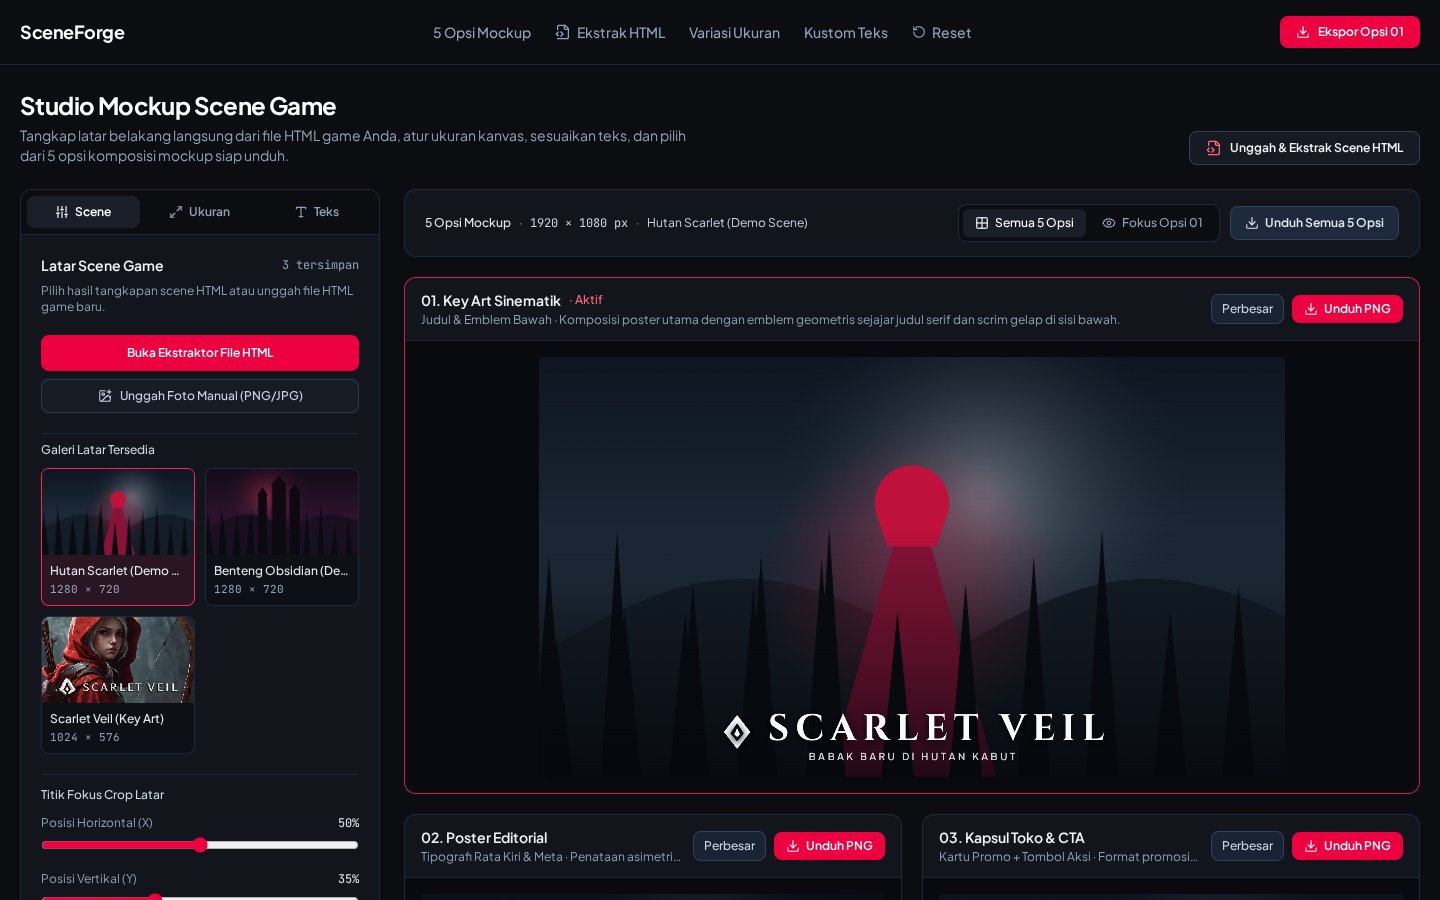 SceneForge
5 Opsi Mockup
Ekstrak HTML
Variasi Ukuran
Kustom Teks
Reset
Ekspor Opsi 01
Studio Mockup Scene Game
Tangkap latar belakang langsung dari file HTML game Anda, atur ukuran kanvas, sesuaikan teks, dan pilih
dari 5 opsi komposisi mockup siap unduh.
Unggah & Ekstrak Scene HTML
Scene
Ukuran
Teks
Latar Scene Game
3 tersimpan
Pilih hasil tangkapan scene HTML atau unggah file HTML
game baru.
Buka Ekstraktor File HTML
Unggah Foto Manual (PNG/JPG)
Galeri Latar Tersedia
Hutan Scarlet (Demo ...
1280 × 720
Benteng Obsidian (De...
1280 × 720
SCARLET VEIL
Scarlet Veil (Key Art)
1024 × 576
Titik Fokus Crop Latar
Posisi Horizontal (X)
50%
Posisi Vertikal (Y)
35%
5 Opsi Mockup · 1920 × 1080 px · Hutan Scarlet (Demo Scene)
Semua 5 Opsi
Fokus Opsi 01
Unduh Semua 5 Opsi
01. Key Art Sinematik · Aktif
Judul & Emblem Bawah · Komposisi poster utama dengan emblem geometris sejajar judul serif dan scrim gelap di sisi bawah.
Perbesar
Unduh PNG
SCARLET VEIL
BABAK BARU DI HUTAN KABUT
02. Poster Editorial
Tipografi Rata Kiri & Meta · Penataan asimetri...
Perbesar
Unduh PNG
03. Kapsul Toko & CTA
Kartu Promo + Tombol Aksi · Format promosi...
Perbesar
Unduh PNG